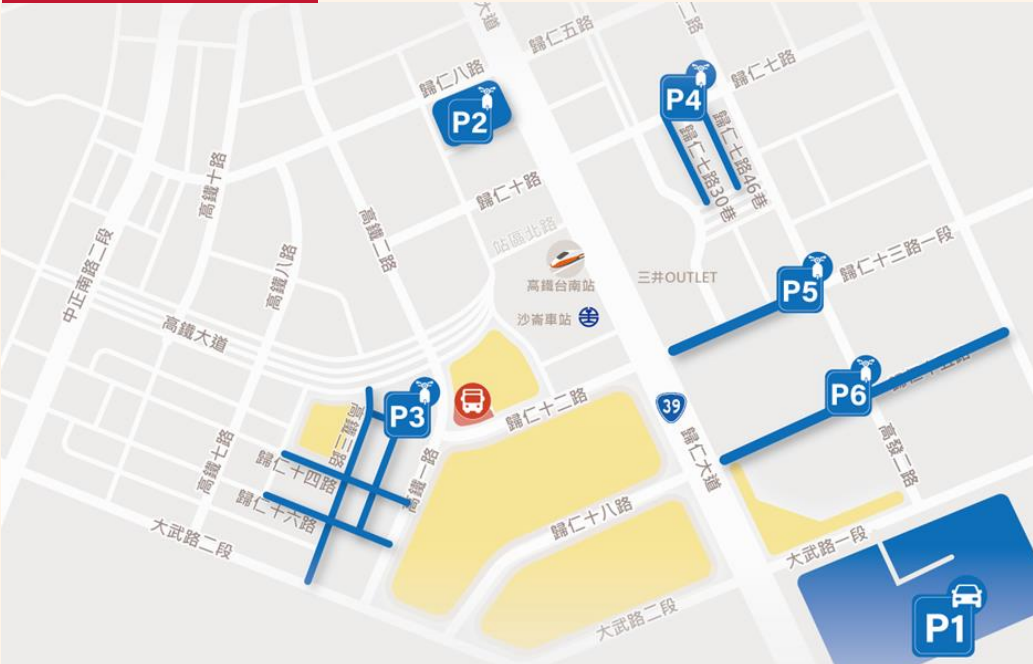 大道
二路
歸仁五路
歸仁八路
歸仁七路
P2
P4
歸仁七路30巷
歸仁七路46巷
高鐵十路
歸仁十路
高鐵二路
站區北路
中正南路二段
高鐵八路
高鐵台南站
三井OUTLET
歸仁十三路一段
P5
沙崙車站
高鐵大道
P6
P3
39
歸仁十二路
高鐵三路
高鐵七路
歸仁十四路
高鐵一路
歸仁大道
高發二路
歸仁十六路
歸仁十八路
大武路二段
大武路一段
大武路二段
P1